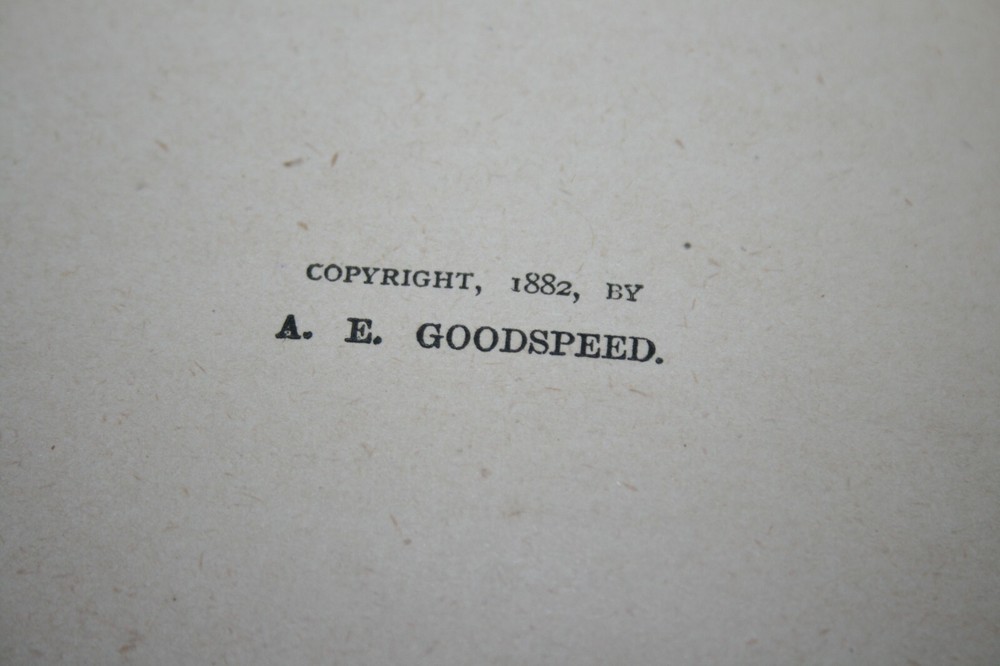 COPYRIGHT, 1882, BY
A. E. GOODSPEED.